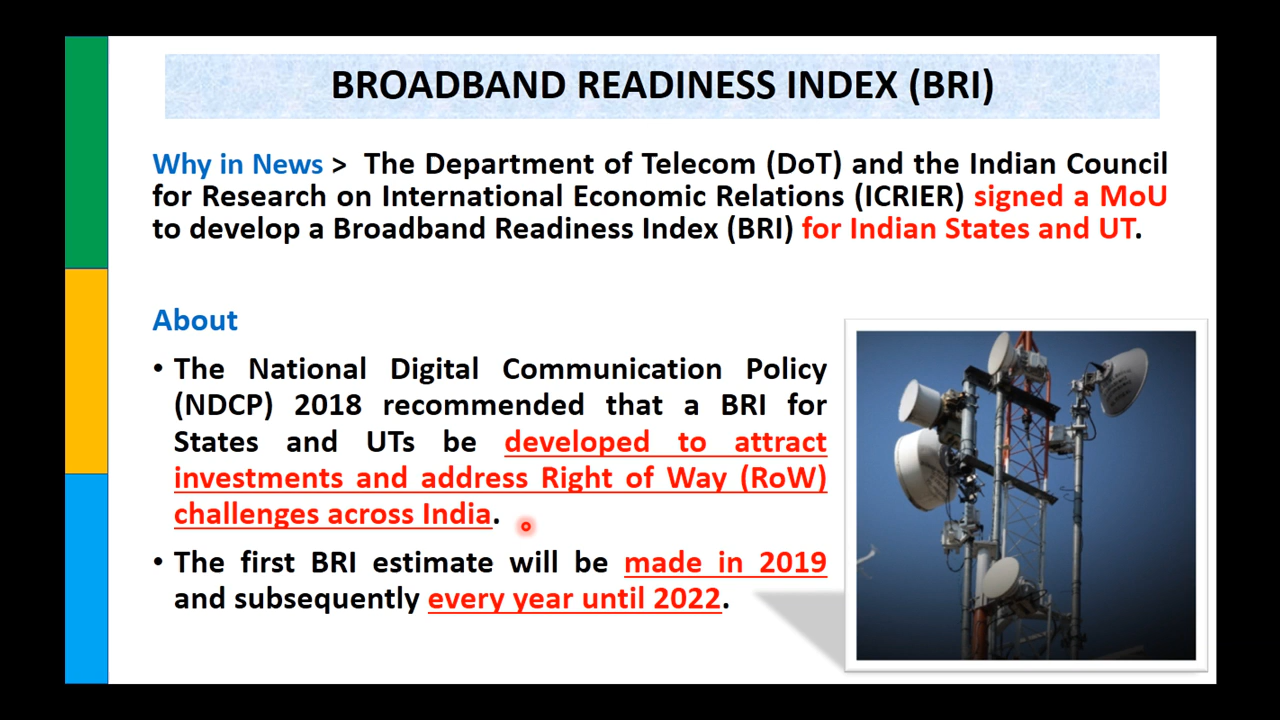 BROADBAND READINESS INDEX (BRI)
Why in News > The Department of Telecom (DoT) and the Indian Council
for Research on International Economic Relations (ICRIER) signed a MoU
to develop a Broadband Readiness Index (BRI) for Indian States and UT.
About
• The National Digital Communication Policy
(NDCP) 2018 recommended that a BRI for
States and UTs be developed to attract
investments and address Right of Way (RoW)
challenges across India.
• The first BRI estimate will be made in 2019
and subsequently every year until 2022.